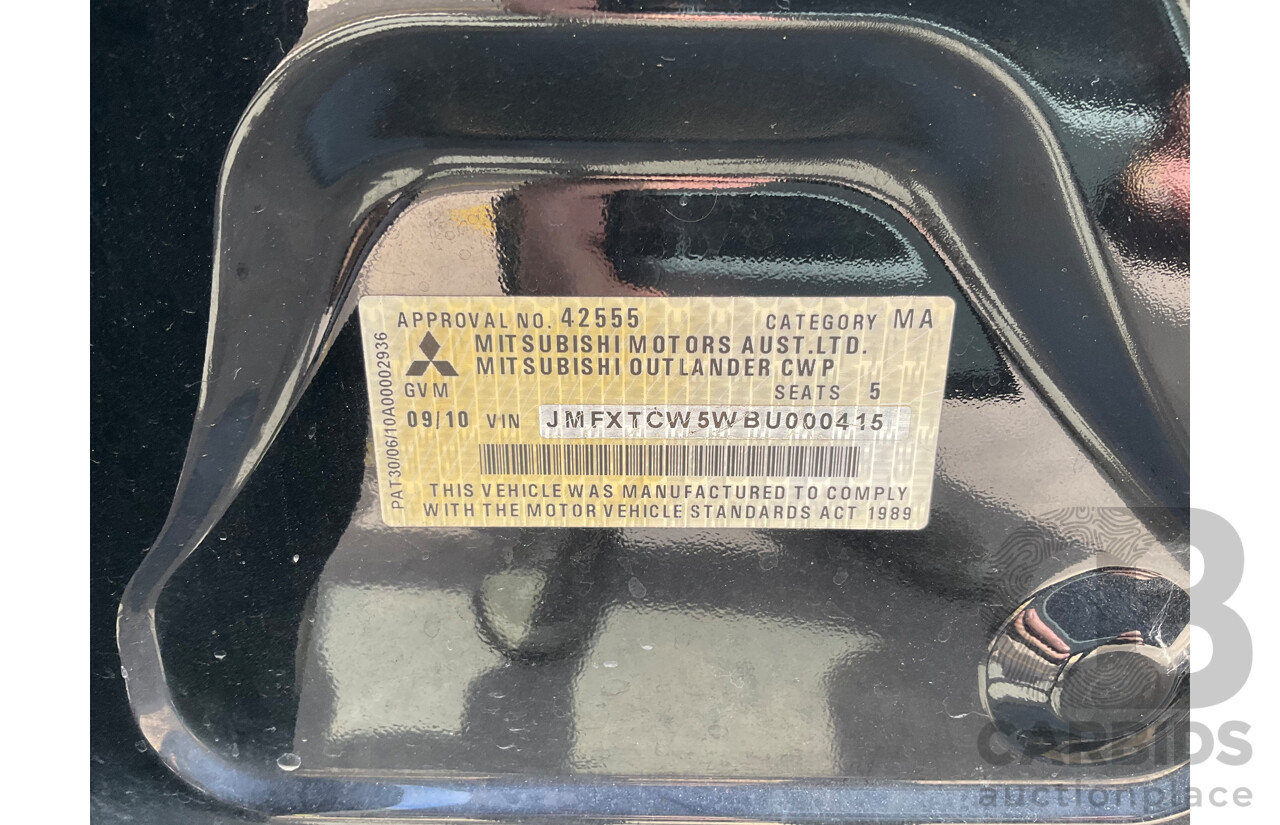 APPROVAL NO. 42555 CATEGORY MA
MITSUBISHI MOTORS AUST.LTD.
MITSUBISHI OUTLANDER CWP
GVM SEATS 5
09/10 VIN JMFXTCW5WBU000415
THIS VEHICLE WAS MANUFACTURED TO COMPLY
WITH THE MOTOR VEHICLE STANDARDS ACT 1989
PAT30/06/10A00002936
CARBIDS
auctionplace